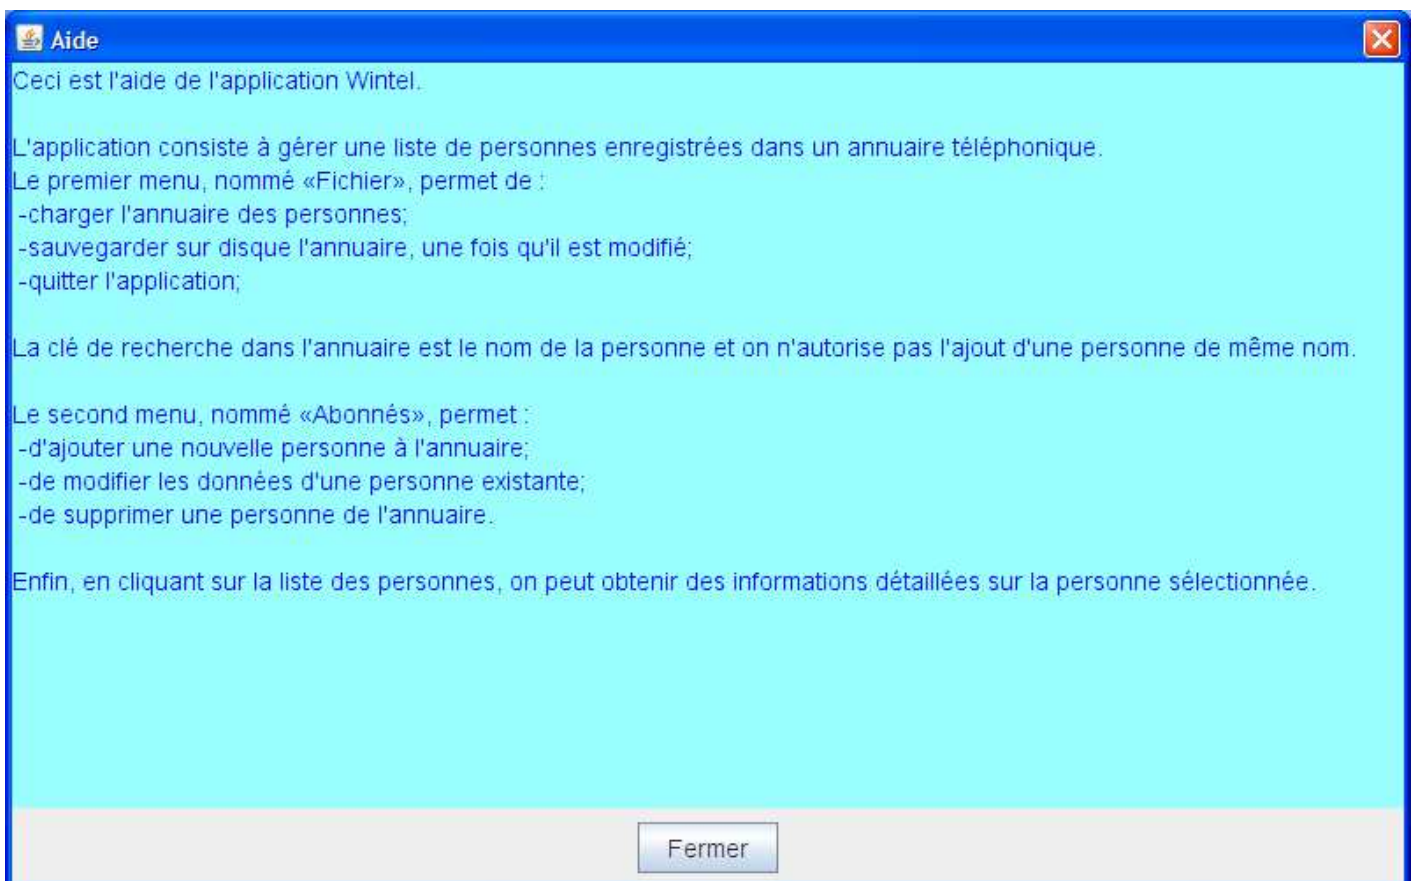 Aide
Ceci est l'aide de l'application Wintel.
L'application consiste à gérer une liste de personnes enregistrées dans un annuaire téléphonique.
Le premier menu, nommé «Fichier», permet de :
-charger l'annuaire des personnes;
-sauvegarder sur disque l'annuaire, une fois qu'il est modifié;
-quitter l'application;
La clé de recherche dans l'annuaire est le nom de la personne et on n'autorise pas l'ajout d'une personne de même nom.
Le second menu, nommé «Abonnés», permet :
-d'ajouter une nouvelle personne à l'annuaire;
-de modifier les données d'une personne existante;
-de supprimer une personne de l'annuaire.
Enfin, en cliquant sur la liste des personnes, on peut obtenir des informations détaillées sur la personne sélectionnée.
Fermer